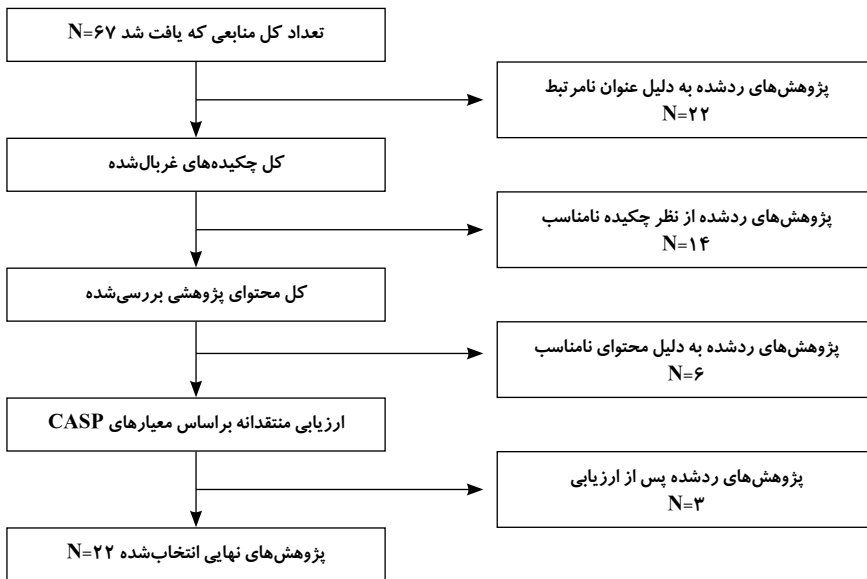 تعداد کل منابعی که یافت شد N=۶۷
پژوهش‌های ردشده به دلیل عنوان نامرتبط
N=۲۲
کل چکیده‌های غربال‌شده
پژوهش‌های ردشده از نظر چکیده نامناسب
N=۱۴
کل محتوای پژوهشی بررسی‌شده
پژوهش‌های ردشده به دلیل محتوای نامناسب
N=۶
ارزیابی منتقدانه براساس معیارهای CASP
پژوهش‌های ردشده پس از ارزیابی
N=۳
پژوهش‌های نهایی انتخاب‌شده N=۲۲